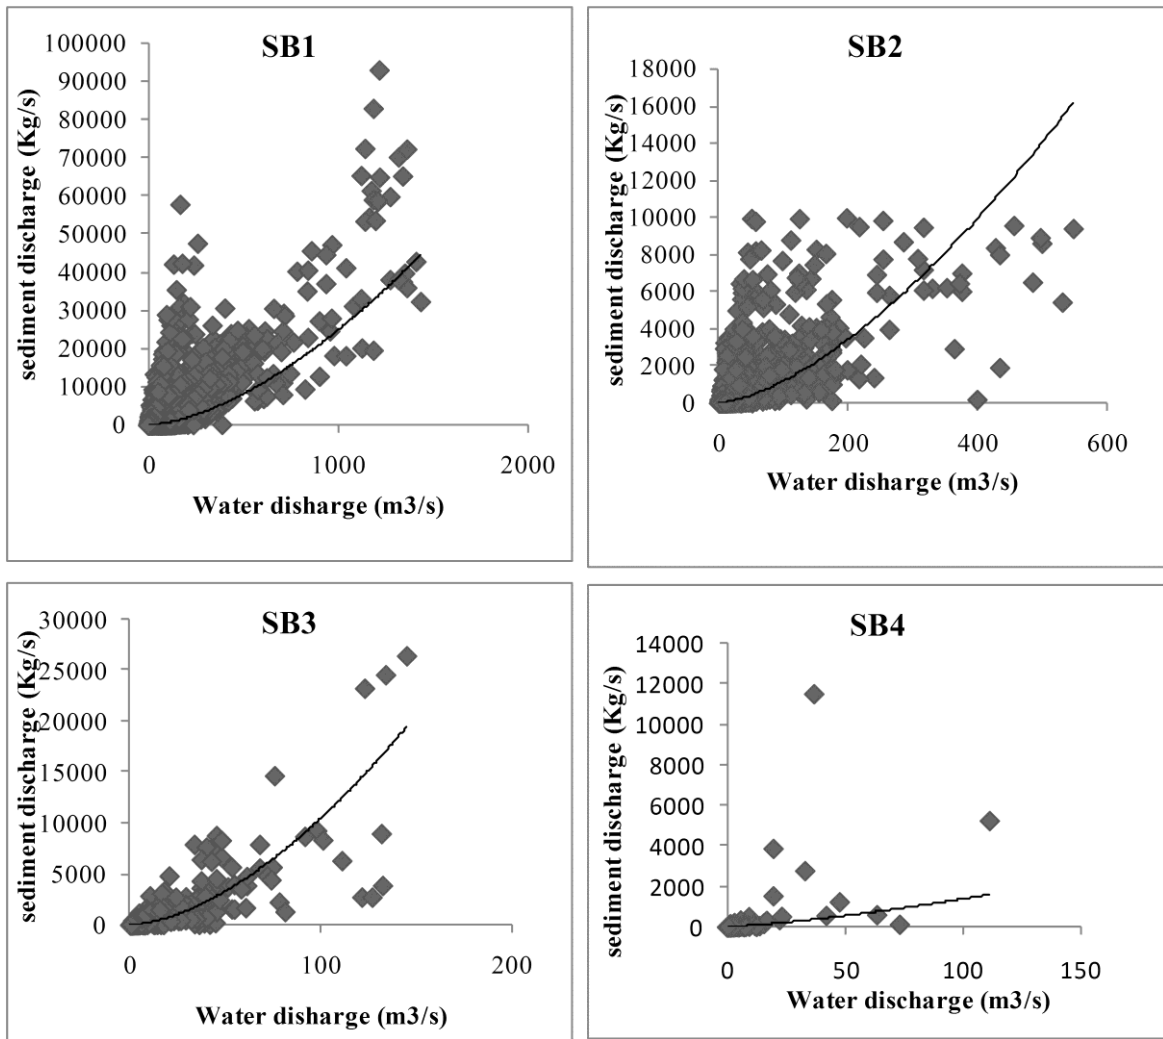 SB1
sediment discharge (Kg/s)
100000
90000
80000
70000
60000
50000
40000
30000
20000
10000
0
0 1000 2000
Water disharge (m3/s)
SB2
sediment discharge (Kg/s)
18000
16000
14000
12000
10000
8000
6000
4000
2000
0
0 200 400 600
Water disharge (m3/s)
SB3
sediment discharge (Kg/s)
30000
25000
20000
15000
10000
5000
0
0 100 200
Water disharge (m3/s)
SB4
sediment discharge (Kg/s)
14000
12000
10000
8000
6000
4000
2000
0
0 50 100 150
Water discharge (m3/s)